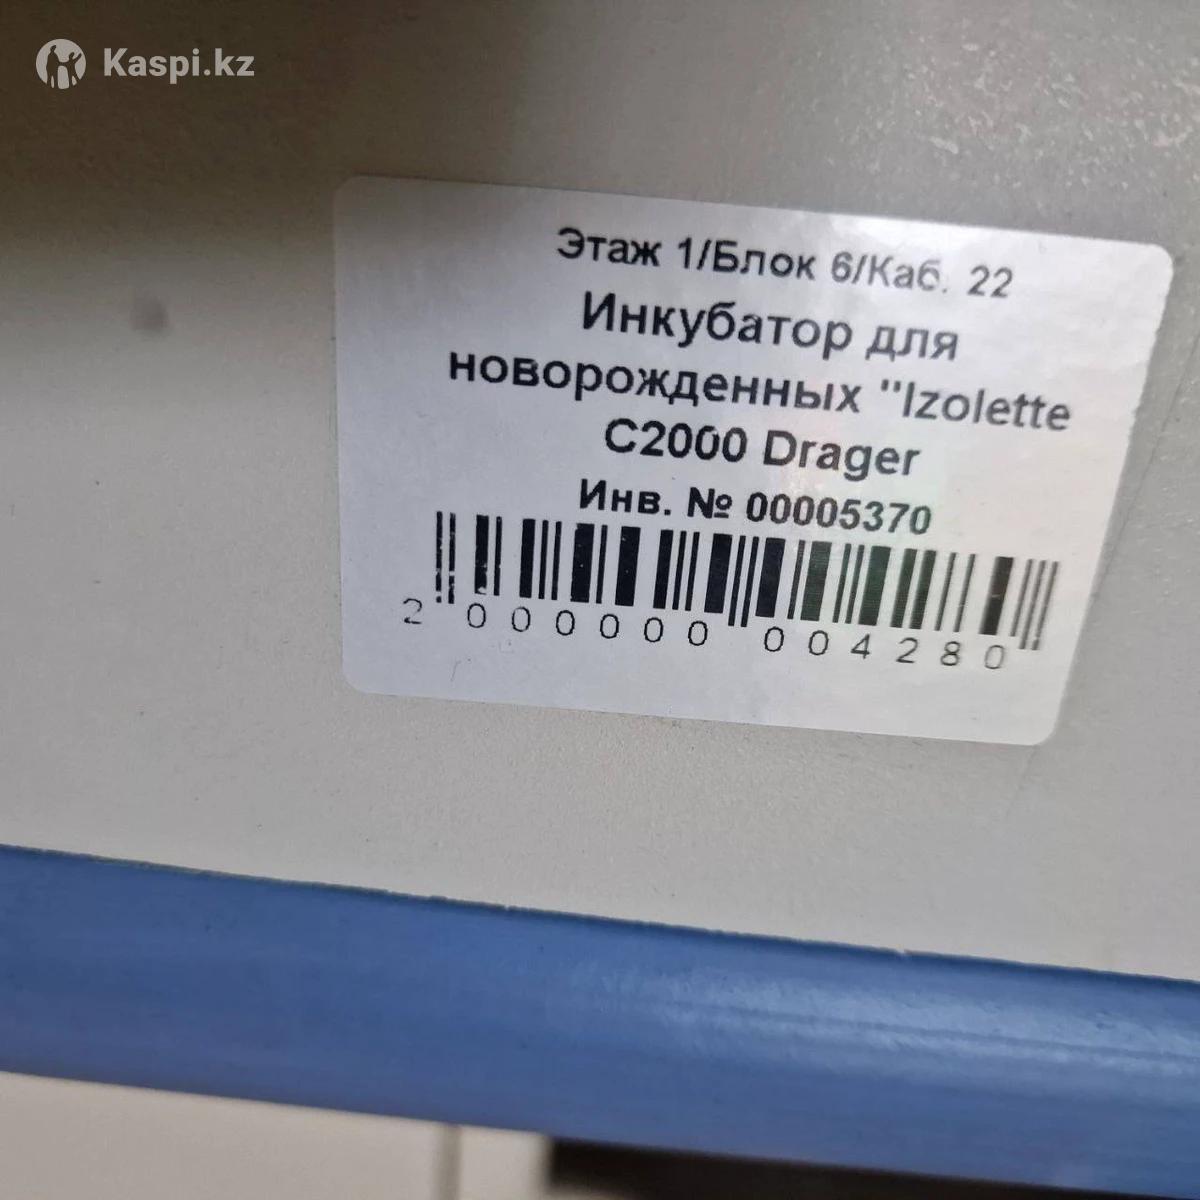 Kaspi.kz
Этаж 1/Блок 6/Каб. 22
Инкубатор для
новорожденных "Izolette
C2000 Drager
Инв. № 00005370
2 000000 004280